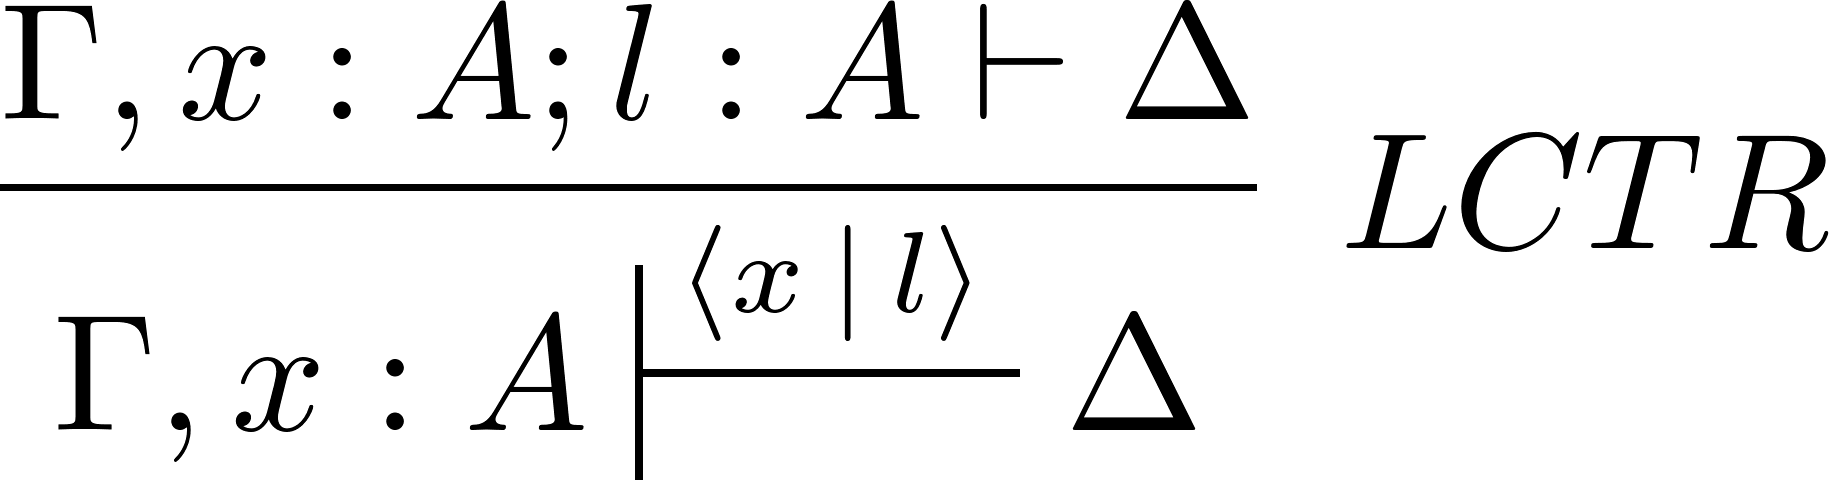 Γ, x : A; l : A ⊢ Δ
LCTR
⟨x | l⟩
Γ, x : A ⊢ Δ